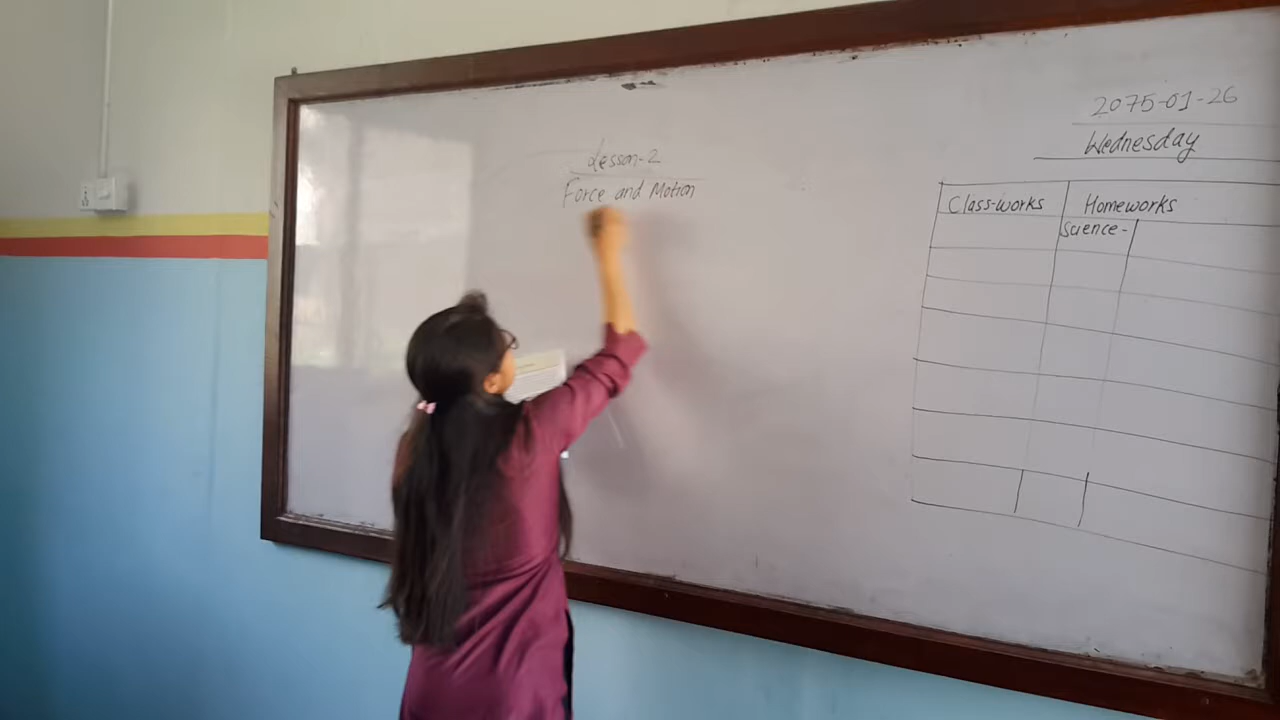 Lesson-2
Force and Motion
2075-01-26
Wednesday
Class-works Homeworks
Science-